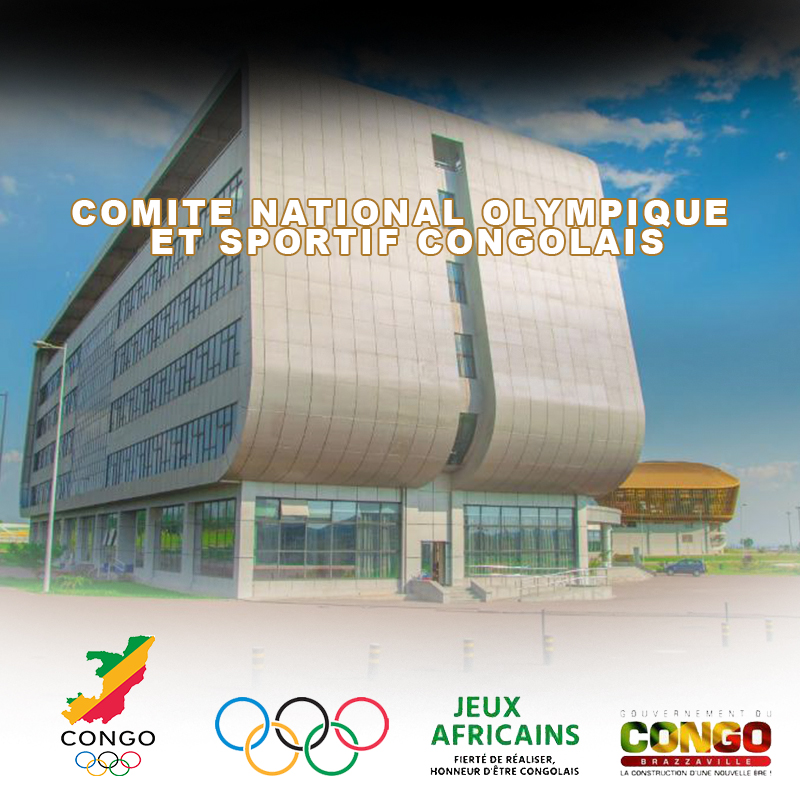 COMITE NATIONAL OLYMPIQUE
ET SPORTIF CONGOLAIS
CONGO
JEUX
AFRICAINS
FIERTÉ DE RÉALISER,
HONNEUR D'ÊTRE CONGOLAIS
GOUVERNEMENT DU
CONGO
BRAZZAVILLE
LA CONSTRUCTION D'UNE NOUVELLE ERE !